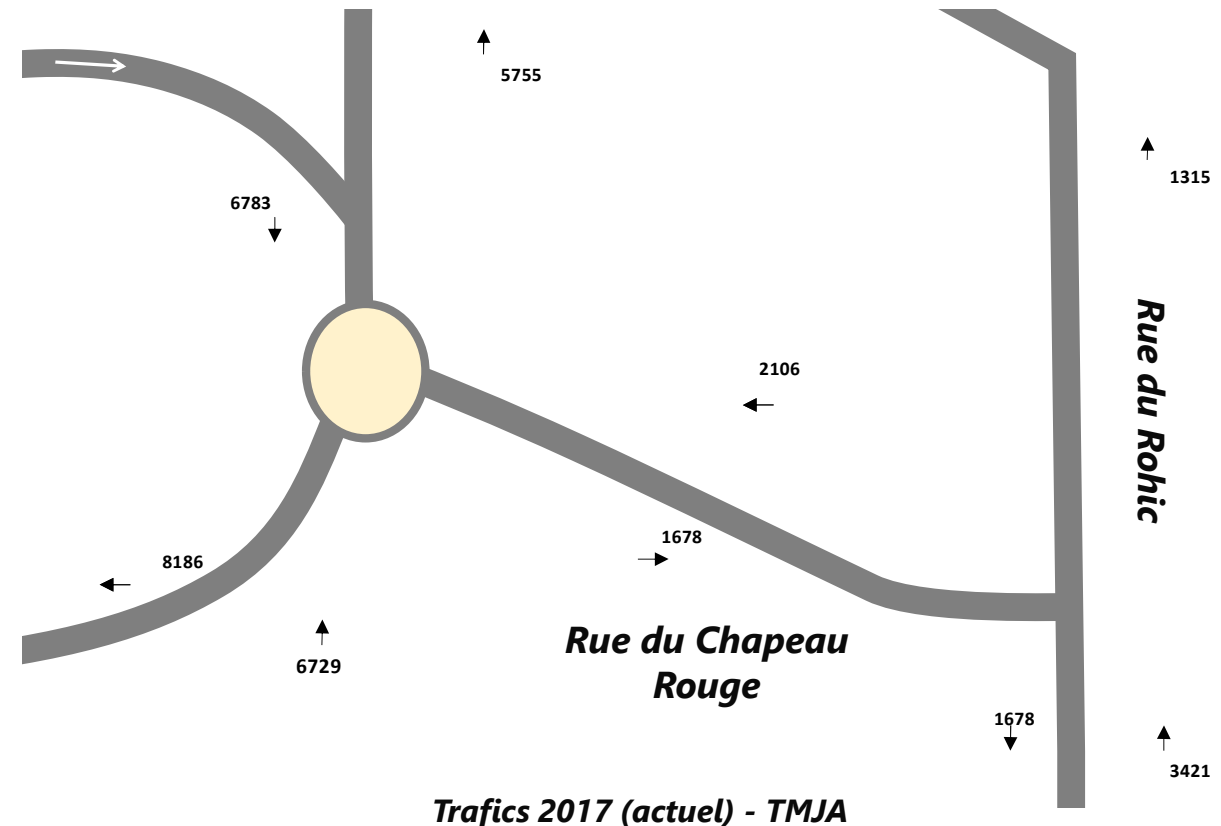 5755
1315
6783
Rue du Rohic
2106
1678
8186
Rue du Chapeau
Rouge
6729
1678
3421
Trafics 2017 (actuel) - TMJA